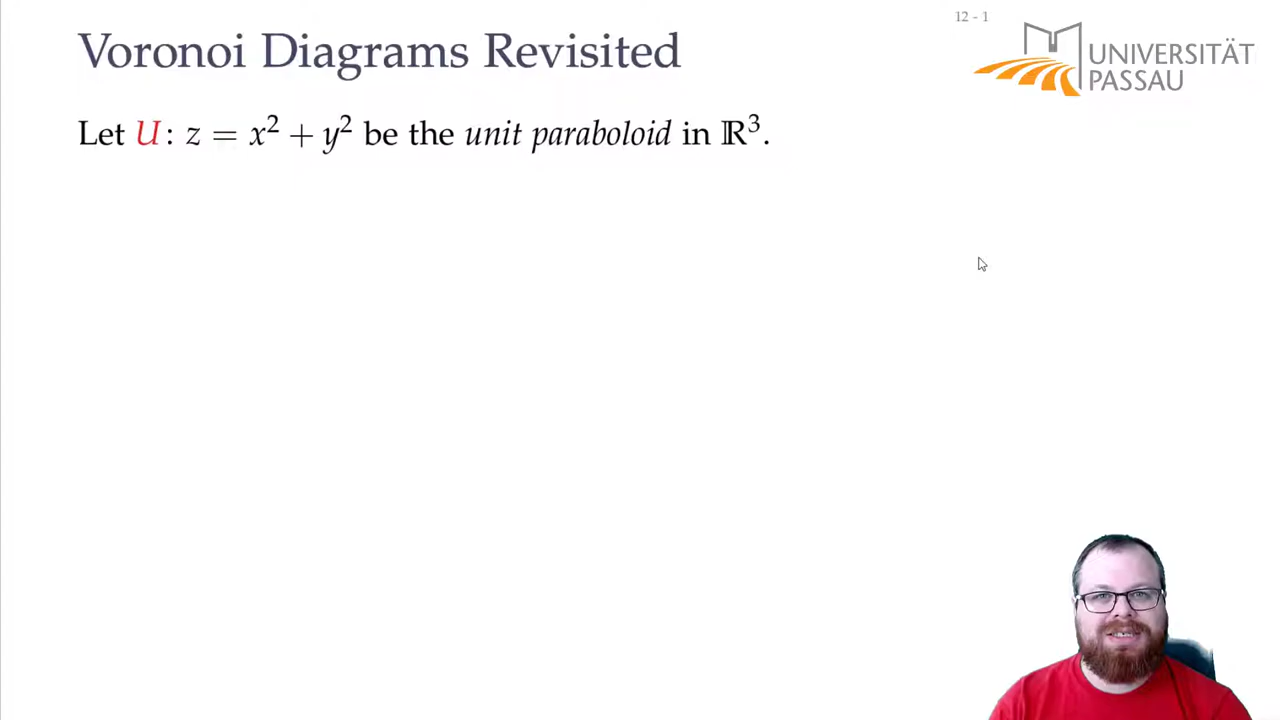 12 - 1
Voronoi Diagrams Revisited
UNIVERSITÄT
PASSAU
Let U: z = x² + y² be the unit paraboloid in ℝ³.